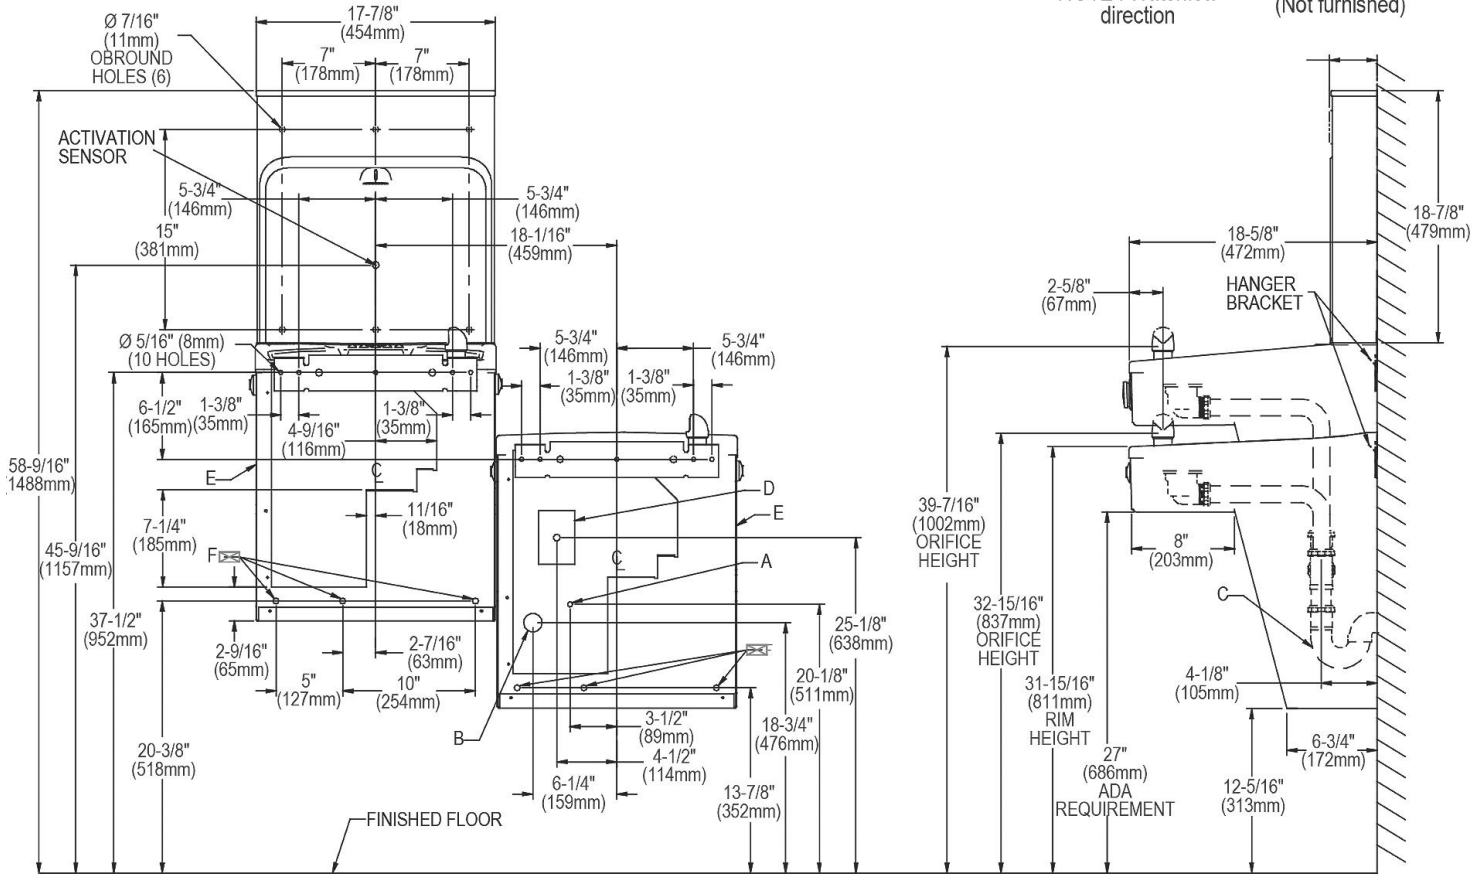 direction
(Not furnished)
17-7/8"
(454mm)
Ø 7/16"
(11mm)
OBROUND
HOLES (6)
7"
(178mm)
7"
(178mm)
ACTIVATION
SENSOR
5-3/4"
(146mm)
5-3/4"
(146mm)
15"
(381mm)
18-1/16"
(459mm)
18-7/8"
(479mm)
18-5/8"
(472mm)
2-5/8"
(67mm)
HANGER
BRACKET
Ø 5/16" (8mm)
(10 HOLES)
5-3/4"
(146mm)
5-3/4"
(146mm)
1-3/8"
(35mm)
1-3/8"
(35mm)
6-1/2"
(165mm)
1-3/8"
(35mm)
1-3/8"
(35mm)
4-9/16"
(116mm)
58-9/16"
(1488mm)
E
C
L
11/16"
(18mm)
D
E
7-1/4"
(185mm)
45-9/16"
(1157mm)
F
C
L
A
39-7/16"
(1002mm)
ORIFICE
HEIGHT
8"
(203mm)
C
37-1/2"
(952mm)
25-1/8"
(638mm)
32-15/16"
(837mm)
ORIFICE
HEIGHT
2-9/16"
(65mm)
2-7/16"
(63mm)
F
5"
(127mm)
10"
(254mm)
20-1/8"
(511mm)
31-15/16"
(811mm)
RIM
HEIGHT
4-1/8"
(105mm)
B
3-1/2"
(89mm)
18-3/4"
(476mm)
20-3/8"
(518mm)
4-1/2"
(114mm)
6-1/4"
(159mm)
13-7/8"
(352mm)
27"
(686mm)
ADA
REQUIREMENT
6-3/4"
(172mm)
12-5/16"
(313mm)
FINISHED FLOOR